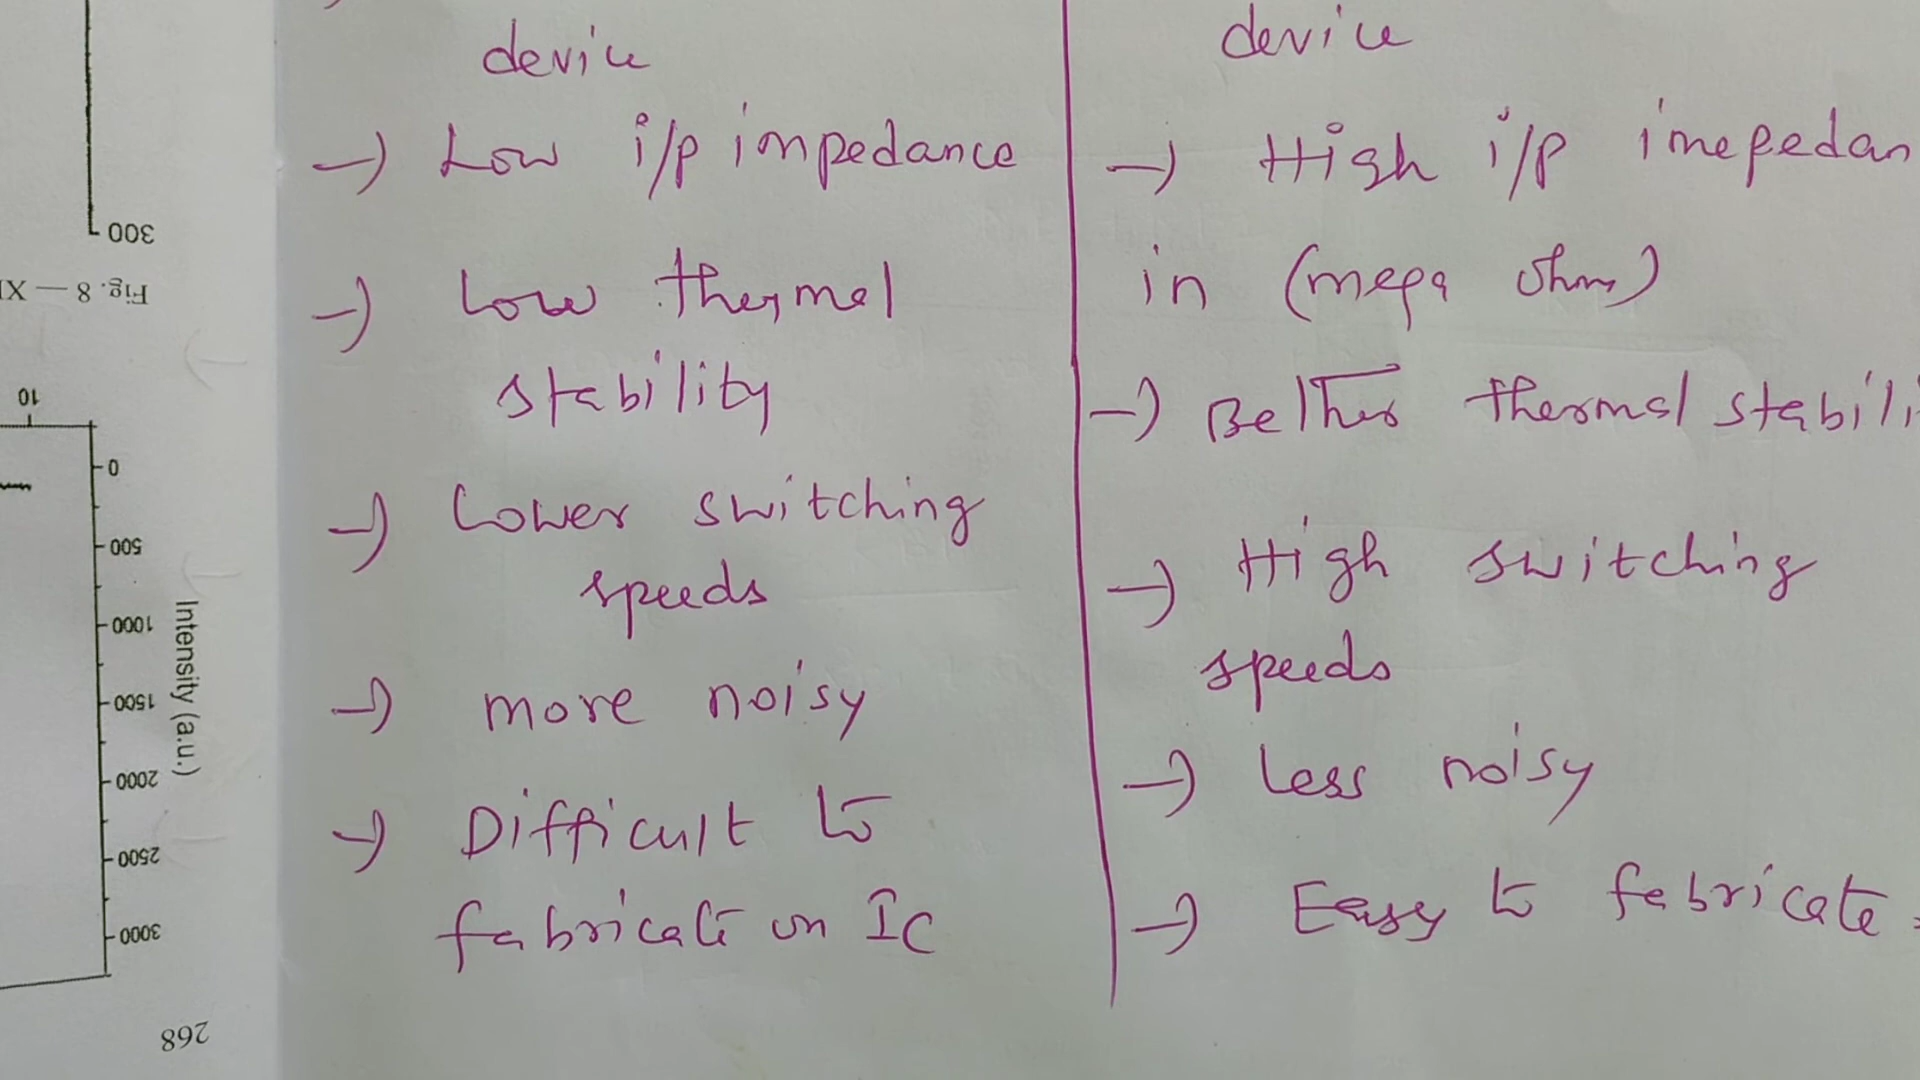 device
→ Low i/p impedance
→ Low thermal
stability
→ Lower switching
speeds
→ more noisy
→ Difficult to
fabricate on IC
device
→ High i/p imepedan
in (mega ohm)
→ Better thermal stabili
→ High switching
speeds
→ Less noisy
→ Easy to fabricate
300
Fig. 8 — X
10
0
500
1000
1500
2000
2500
3000
Intensity (a.u.)
268